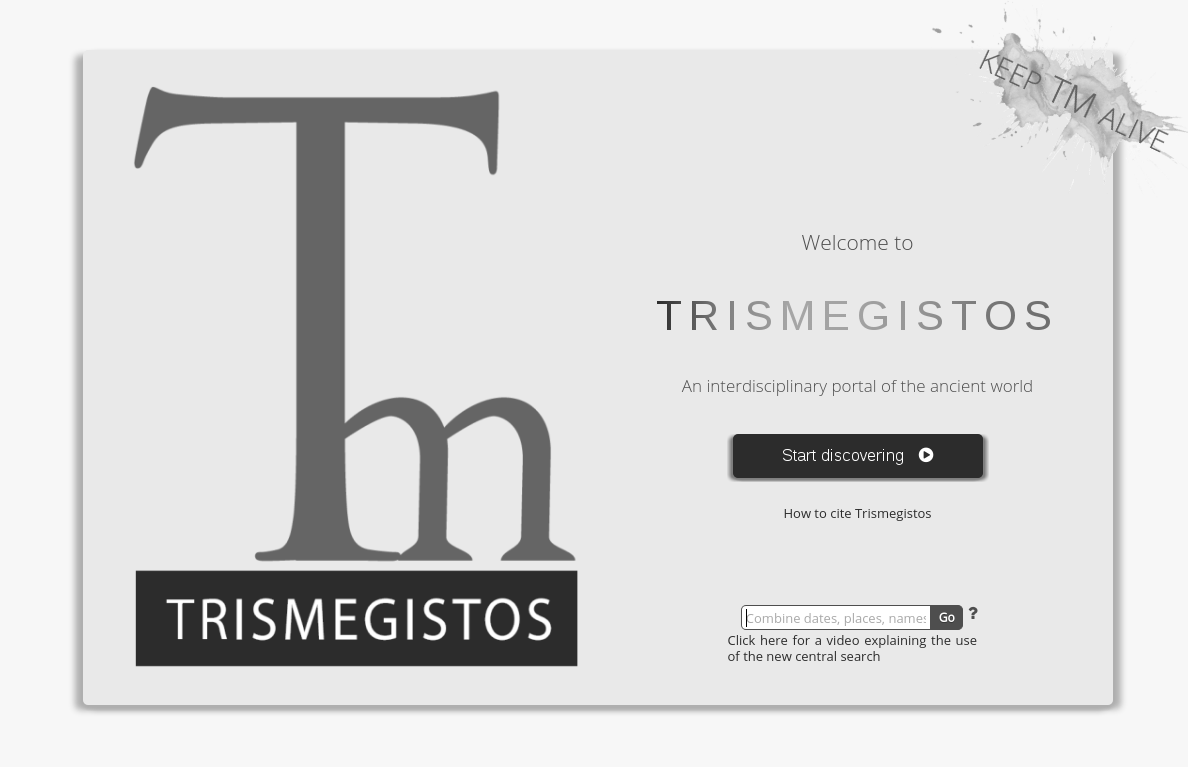 KEEP TM ALIVE
Tm
TRISMEGISTOS
Welcome to
TRISMEGISTOS
An interdisciplinary portal of the ancient world
Start discovering
How to cite Trismegistos
Combine dates, places, names
Go ?
Click here for a video explaining the use
of the new central search